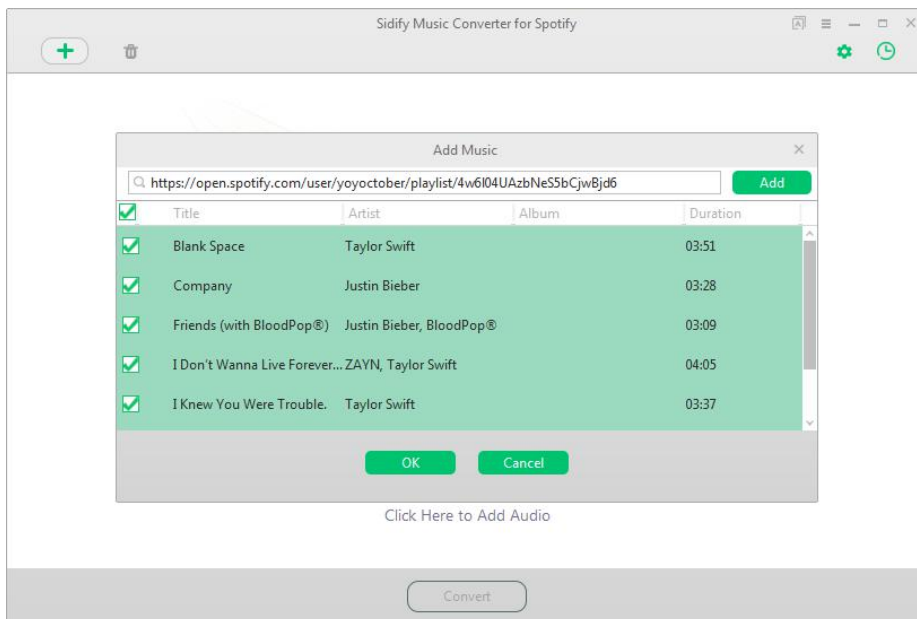 Sidify Music Converter for Spotify
Add Music
https://open.spotify.com/user/yoyoctober/playlist/4w6l04UAzbNeS5bCjwBjd6 Add
Title Artist Album Duration
Blank Space Taylor Swift 03:51
Company Justin Bieber 03:28
Friends (with BloodPop®) Justin Bieber, BloodPop® 03:09
I Don't Wanna Live Forever... ZAYN, Taylor Swift 04:05
I Knew You Were Trouble. Taylor Swift 03:37
OK Cancel
Click Here to Add Audio
Convert